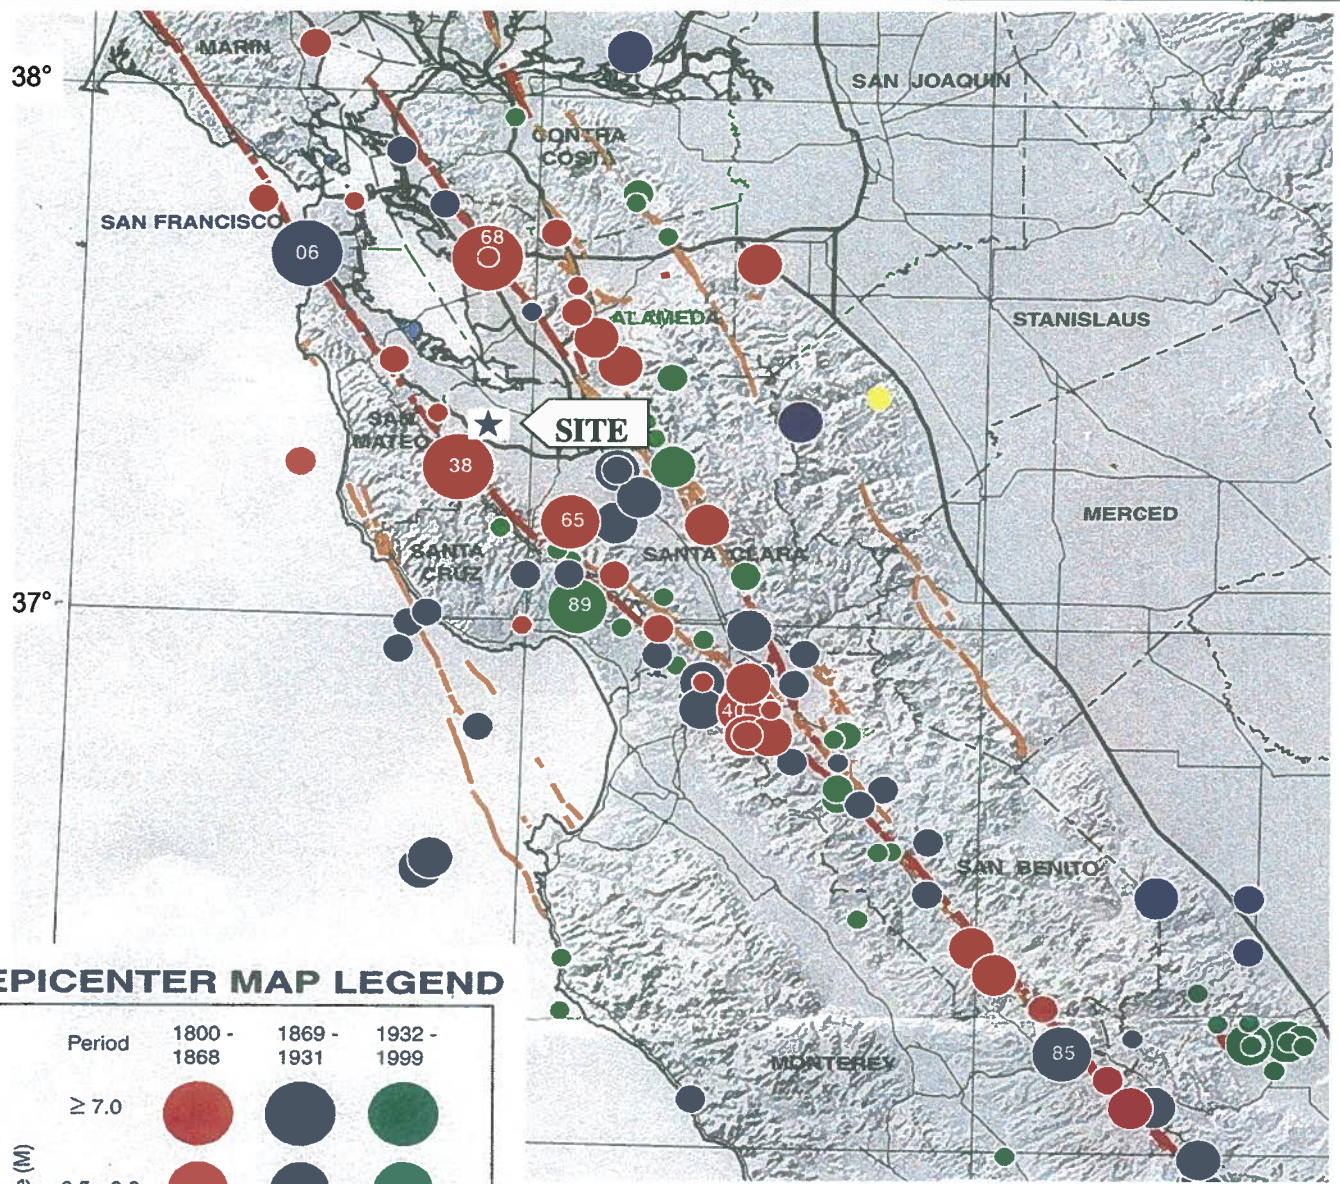 MARIN
38°
SAN JOAQUIN
CONTRA
COSTA
SAN FRANCISCO
06
68
ALAMEDA
STANISLAUS
SITE
SAN
MATEO
38
65
MERCED
SANTA
CRUZ
SANTA CLARA
37°
89
40
SAN BENITO
EPICENTER MAP LEGEND
Period
1800 -
1868
1869 -
1931
1932 -
1999
≥ 7.0
85
MONTEREY
(M)